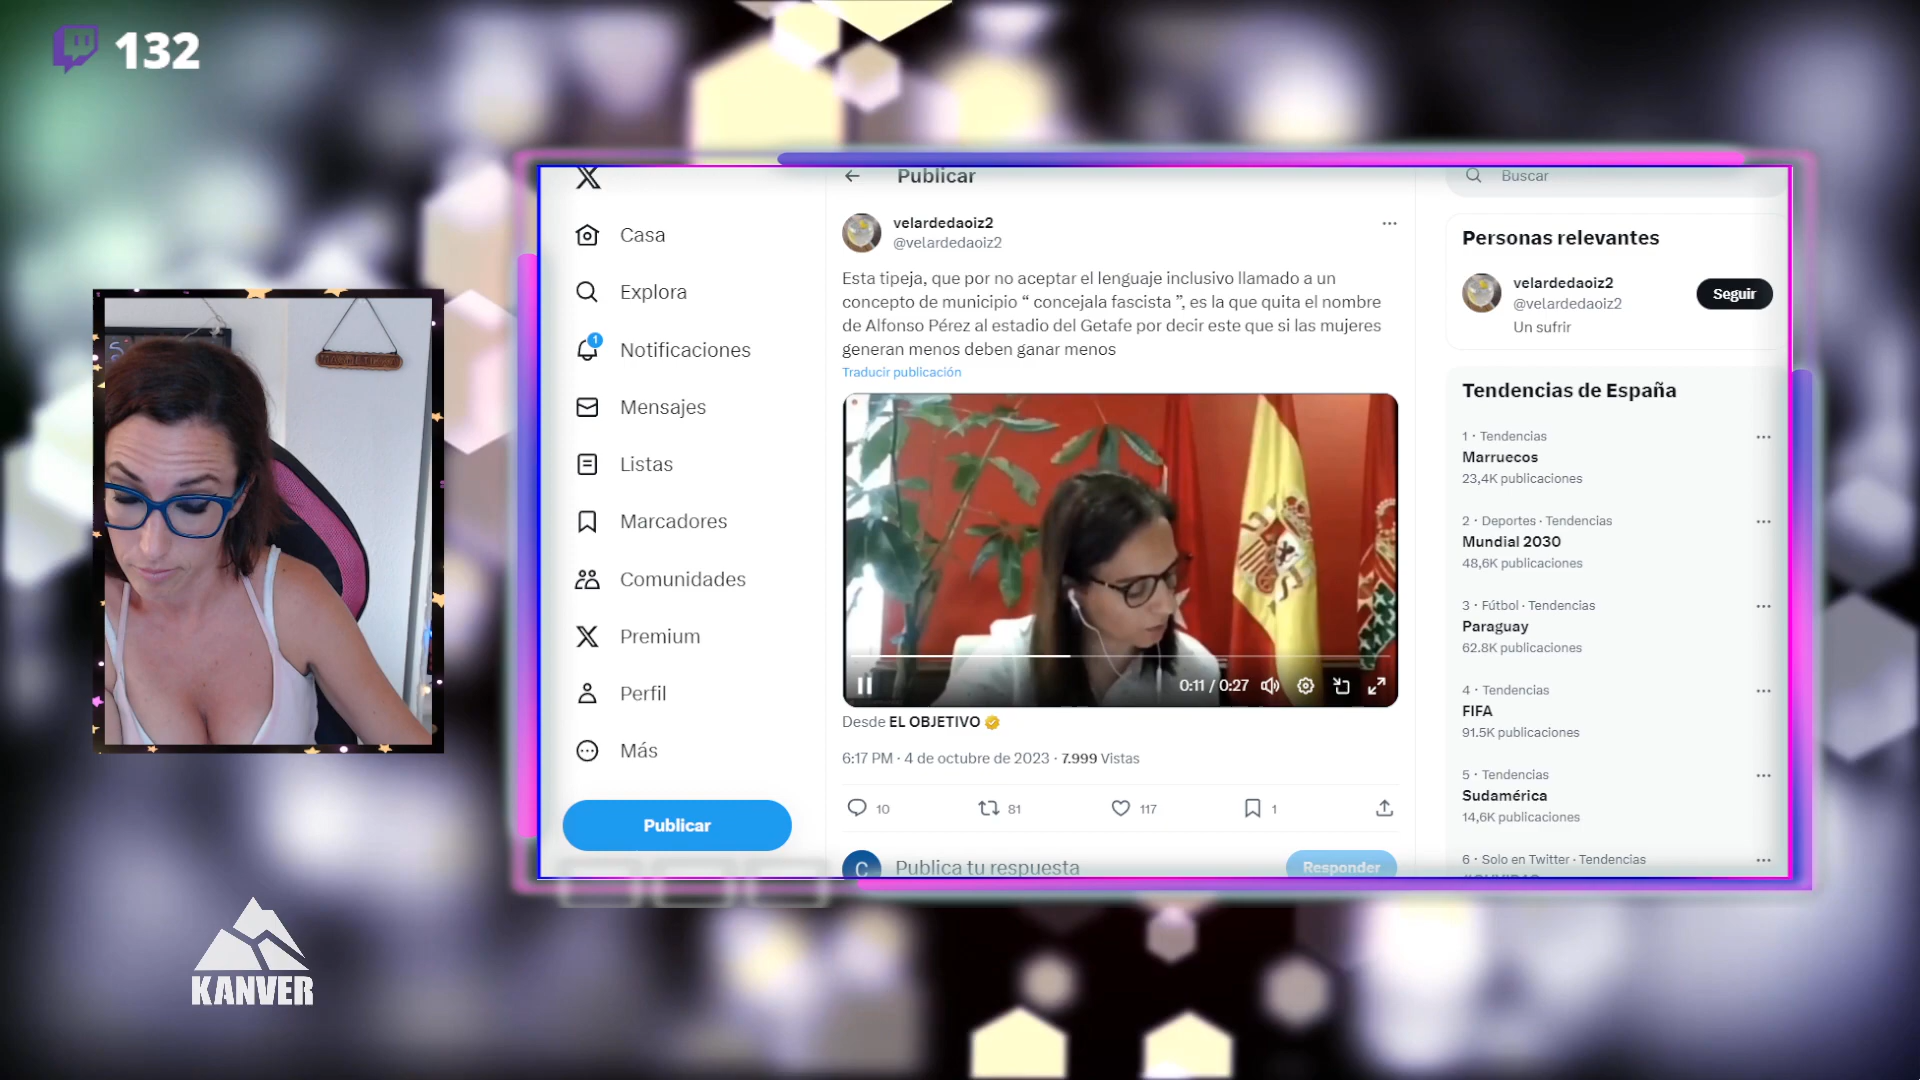 132
Publicar
Buscar
velardedaoiz2
@velardedaoiz2
Esta tipeja, que por no aceptar el lenguaje inclusivo llamado a un
concepto de municipio “ concejala fascista ”, es la que quita el nombre
de Alfonso Pérez al estadio del Getafe por decir este que si las mujeres
generan menos deben ganar menos
Traducir publicación
0:11 / 0:27
Desde EL OBJETIVO
6:17 PM · 4 de octubre de 2023 · 7.999 Vistas
10
81
117
1
C
Publica tu respuesta
Responder
Casa
Explora
1
Notificaciones
Mensajes
Listas
Marcadores
Comunidades
Premium
Perfil
Más
Publicar
Personas relevantes
velardedaoiz2
@velardedaoiz2
Un sufrir
Seguir
Tendencias de España
1 · Tendencias
Marruecos
23,4K publicaciones
2 · Deportes · Tendencias
Mundial 2030
48,6K publicaciones
3 · Fútbol · Tendencias
Paraguay
62.8K publicaciones
4 · Tendencias
FIFA
91.5K publicaciones
5 · Tendencias
Sudamérica
14,6K publicaciones
6 · Solo en Twitter · Tendencias
KANVER